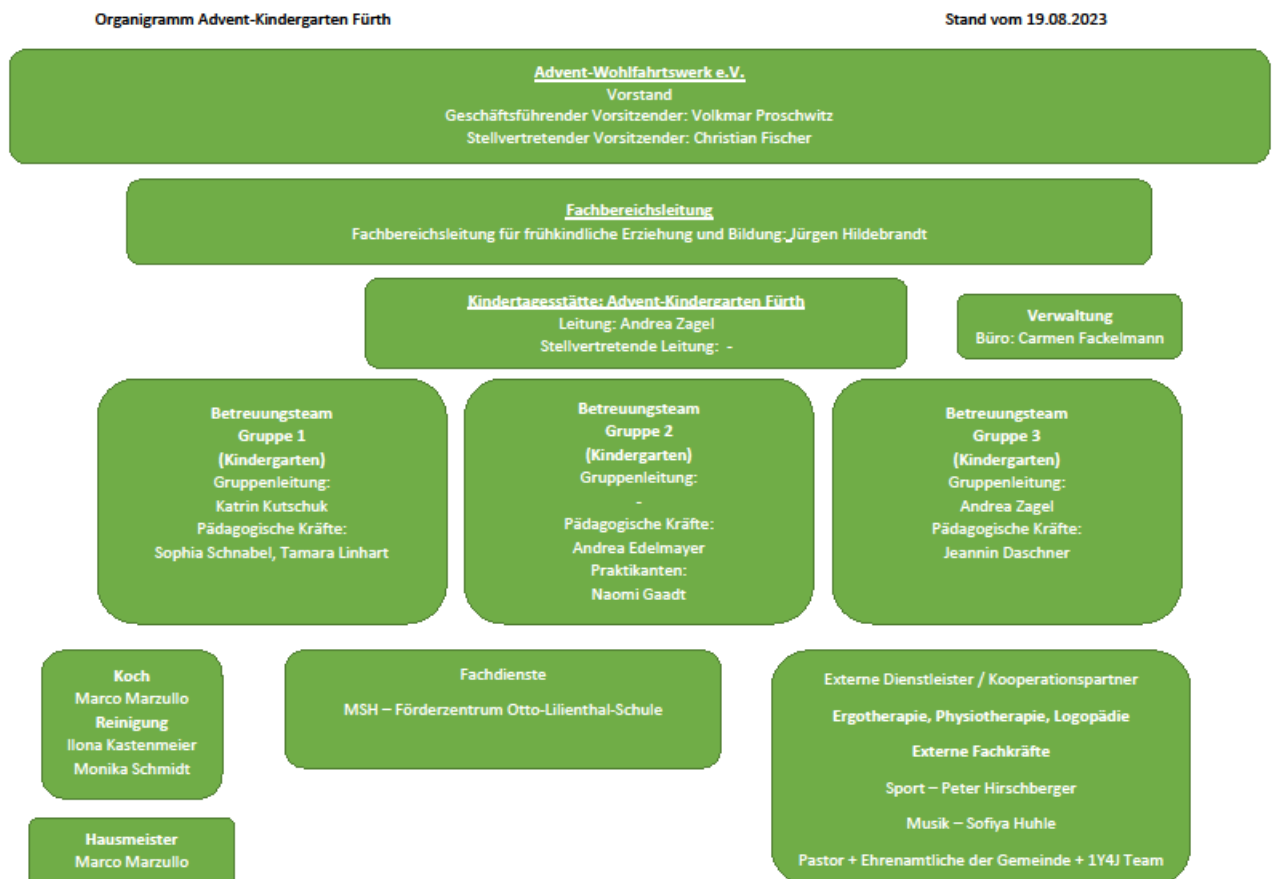 Organigramm Advent-Kindergarten Fürth
Stand vom 19.08.2023
Advent-Wohlfahrtswerk e.V.
Vorstand
Geschäftsführender Vorsitzender: Volkmar Proschwitz
Stellvertretender Vorsitzender: Christian Fischer
Fachbereichsleitung
Fachbereichsleitung für frühkindliche Erziehung und Bildung: Jürgen Hildebrandt
Kindertagesstätte: Advent-Kindergarten Fürth
Leitung: Andrea Zagel
Stellvertretende Leitung: -
Verwaltung
Büro: Carmen Fackelmann
Betreuungsteam
Gruppe 1
(Kindergarten)
Gruppenleitung:
Katrin Kutschuk
Pädagogische Kräfte:
Sophia Schnabel, Tamara Linhart
Betreuungsteam
Gruppe 2
(Kindergarten)
Gruppenleitung:
-
Pädagogische Kräfte:
Andrea Edelmayer
Praktikanten:
Naomi Gaadt
Betreuungsteam
Gruppe 3
(Kindergarten)
Gruppenleitung:
Andrea Zagel
Pädagogische Kräfte:
Jeannin Daschner
Koch
Marco Marzullo
Reinigung
Ilona Kastenmeier
Monika Schmidt
Fachdienste
MSH – Förderzentrum Otto-Lilienthal-Schule
Externe Dienstleister / Kooperationspartner
Ergotherapie, Physiotherapie, Logopädie
Externe Fachkräfte
Sport – Peter Hirschberger
Musik – Sofiya Huhle
Pastor + Ehrenamtliche der Gemeinde + 1Y4J Team
Hausmeister
Marco Marzullo